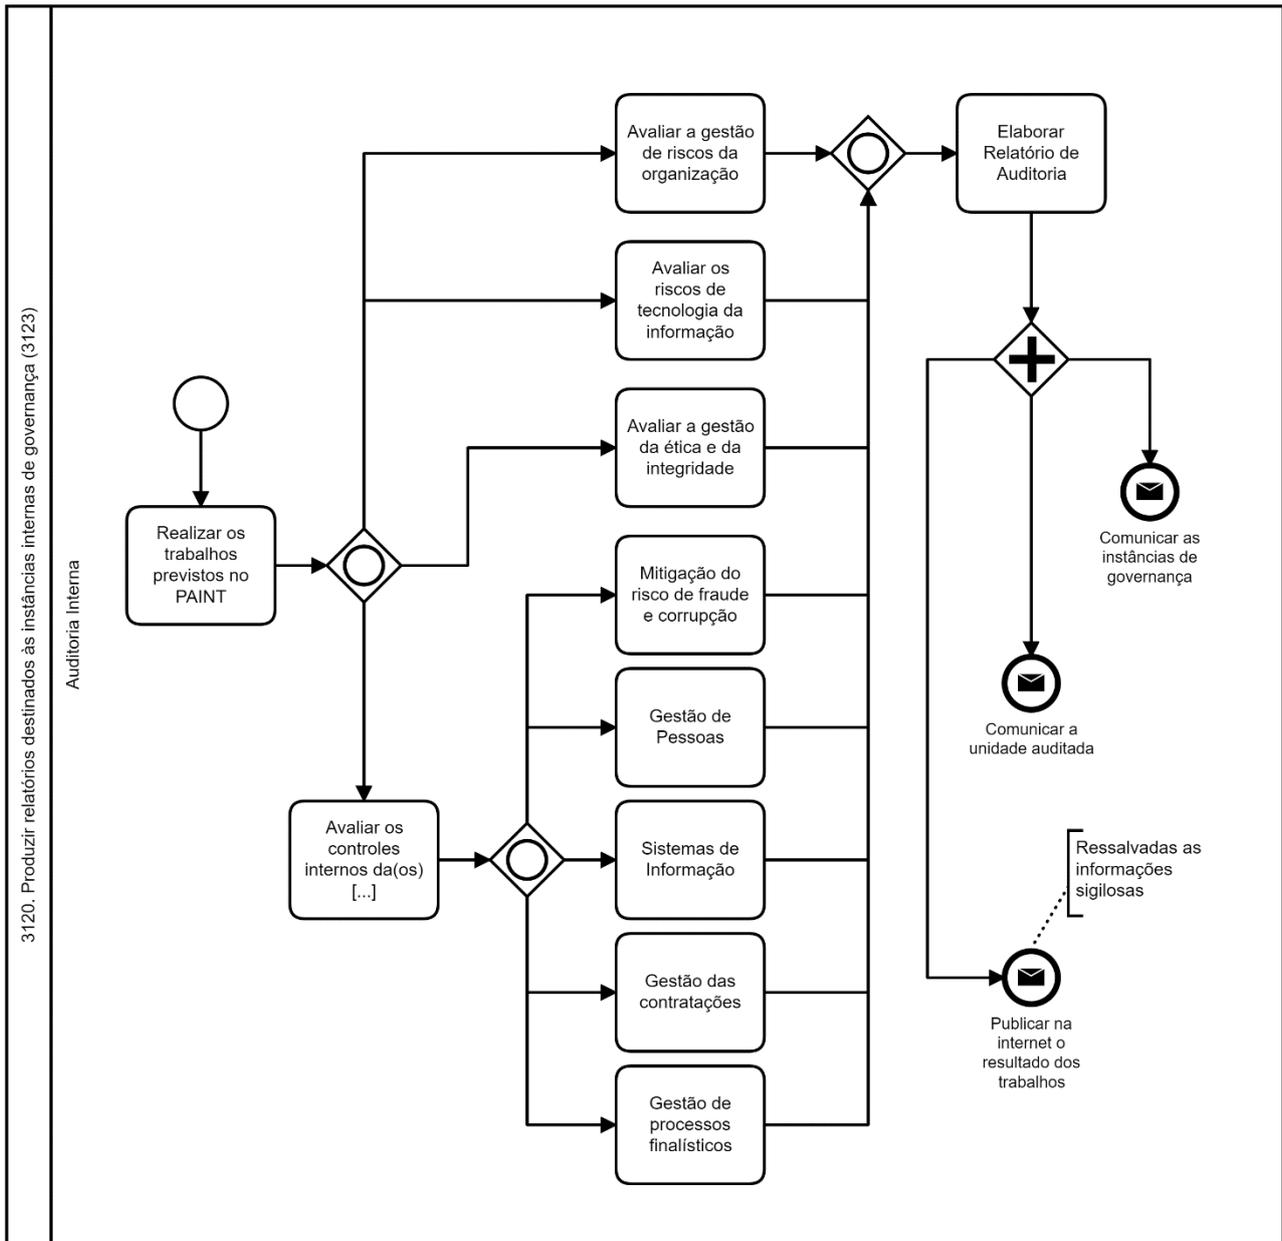 3120. Produzir relatórios destinados às instâncias internas de governança (3123)
Auditoria Interna
Realizar os
trabalhos
previstos no
PAINT
Avaliar a gestão
de riscos da
organização
Avaliar os
riscos de
tecnologia da
informação
Avaliar a gestão
da ética e da
integridade
Avaliar os
controles
internos da(os)
[...]
Mitigação do
risco de fraude
e corrupção
Gestão de
Pessoas
Sistemas de
Informação
Gestão das
contratações
Gestão de
processos
finalísticos
Elaborar
Relatório de
Auditoria
Comunicar as
instâncias de
governança
Comunicar a
unidade auditada
Ressalvadas as
informações
sigilosas
Publicar na
internet o
resultado dos
trabalhos